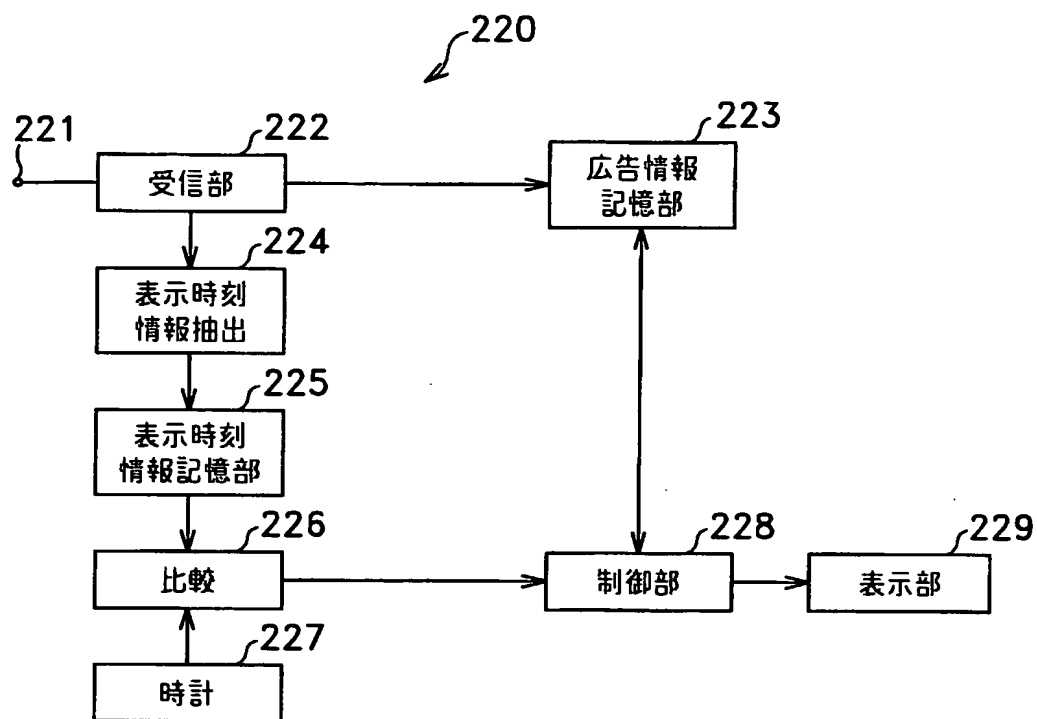 220
221
222
223
受信部
広告情報
記憶部
224
表示時刻
情報抽出
225
表示時刻
情報記憶部
226
228
229
比較
制御部
表示部
227
時計